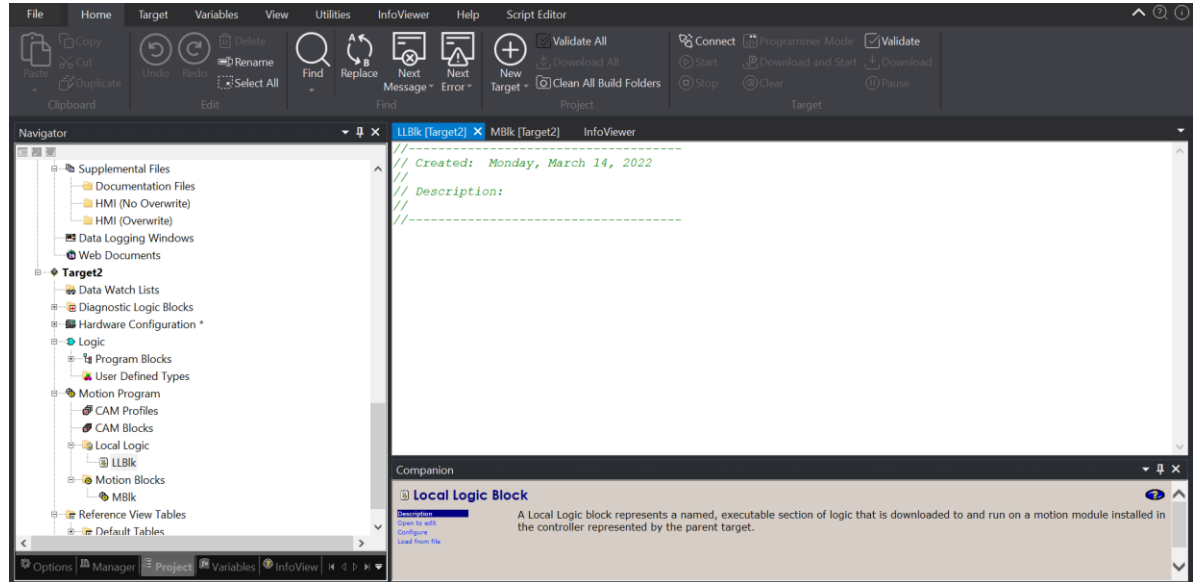 File Home Target Variables View Utilities InfoViewer Help Script Editor
Paste
Copy
Cut
Duplicate
Clipboard
Undo Redo
Delete
Rename
Select All
Edit
Find Replace Next Message Next Error
Find
New Target
Validate All
Download All
Clean All Build Folders
Project
Connect Programmer Mode Validate
Start Download and Start Download
Stop Clear Pause
Target
Navigator
Supplemental Files
Documentation Files
HMI (No Overwrite)
HMI (Overwrite)
Data Logging Windows
Web Documents
Target2
Data Watch Lists
Diagnostic Logic Blocks
Hardware Configuration *
Logic
Program Blocks
User Defined Types
Motion Program
CAM Profiles
CAM Blocks
Local Logic
LLBlk
Motion Blocks
MBlk
Reference View Tables
Default Tables
Options Manager Project Variables InfoView
LLBlk [Target2] MBlk [Target2] InfoViewer
//-------------------------------------
// Created: Monday, March 14, 2022
//
// Description:
//
//-------------------------------------
Companion
Local Logic Block
Description
Open to edit
Configure
Load from file
A Local Logic block represents a named, executable section of logic that is downloaded to and run on a motion module installed in
the controller represented by the parent target.